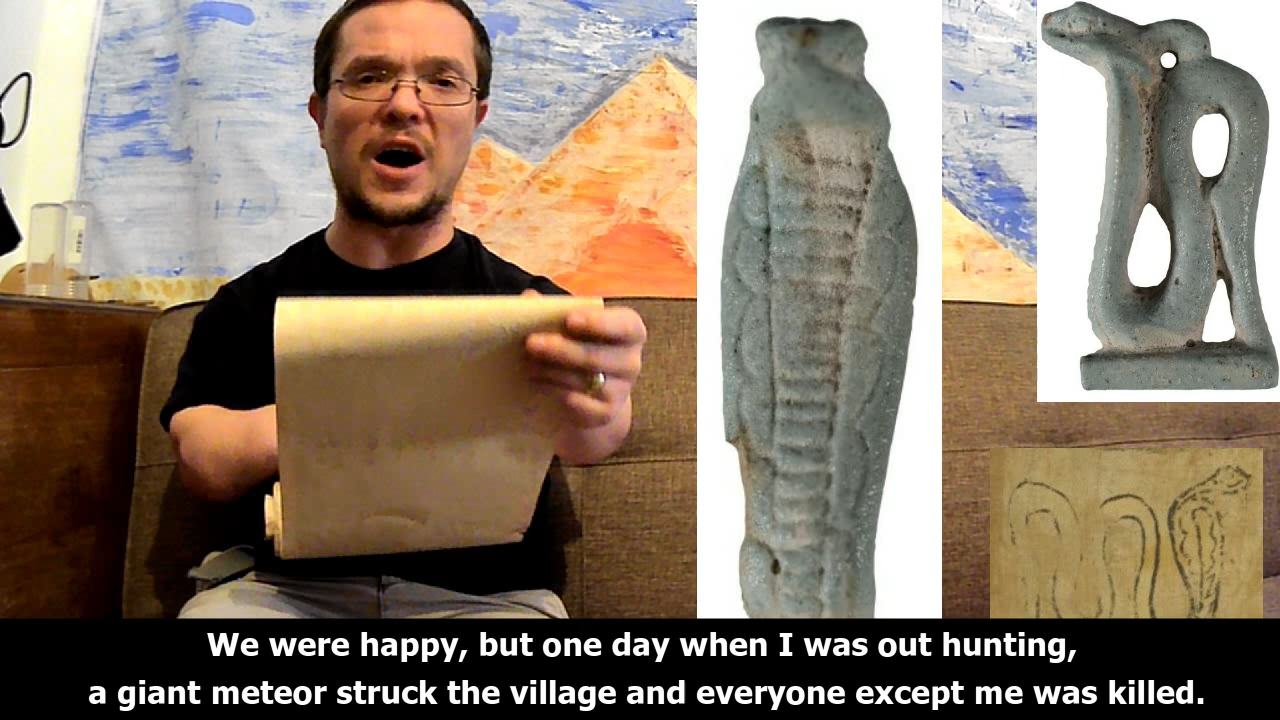 We were happy, but one day when I was out hunting,
a giant meteor struck the village and everyone except me was killed.